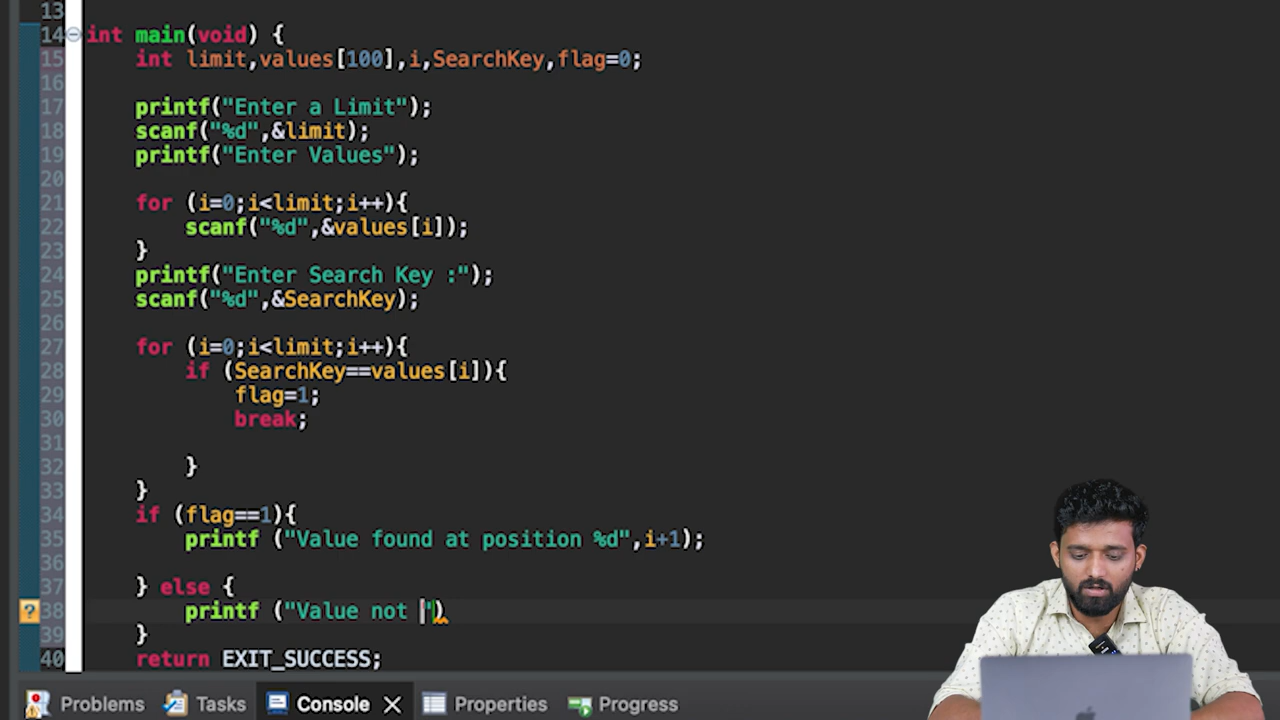 13
14 int main(void) {
15 int limit,values[100],i,SearchKey,flag=0;
16
17 printf("Enter a Limit");
18 scanf("%d",&limit);
19 printf("Enter Values");
20
21 for (i=0;i<limit;i++){
22 scanf("%d",&values[i]);
23 }
24 printf("Enter Search Key :");
25 scanf("%d",&SearchKey);
26
27 for (i=0;i<limit;i++){
28 if (SearchKey==values[i]){
29 flag=1;
30 break;
31
32 }
33 }
34 if (flag==1){
35 printf ("Value found at position %d",i+1);
36
37 } else {
38 printf ("Value not ")
39 }
40 return EXIT_SUCCESS;
Problems Tasks Console Properties Progress